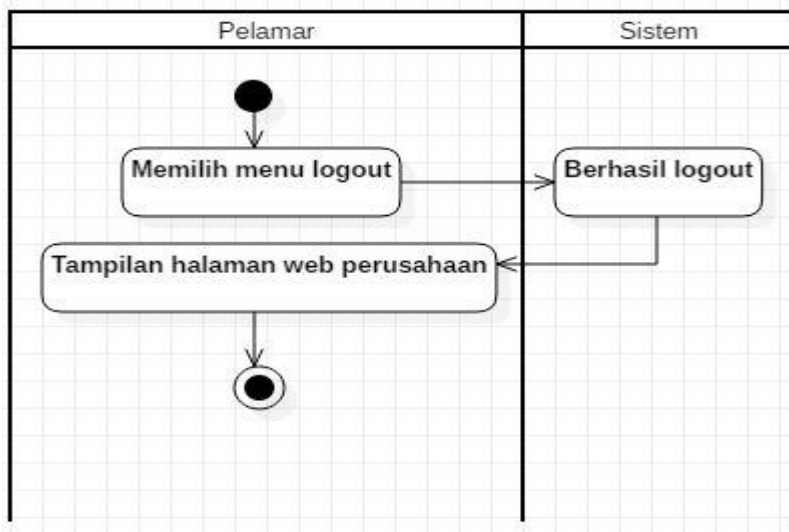 Pelamar
Sistem
Memilih menu logout
Berhasil logout
Tampilan halaman web perusahaan